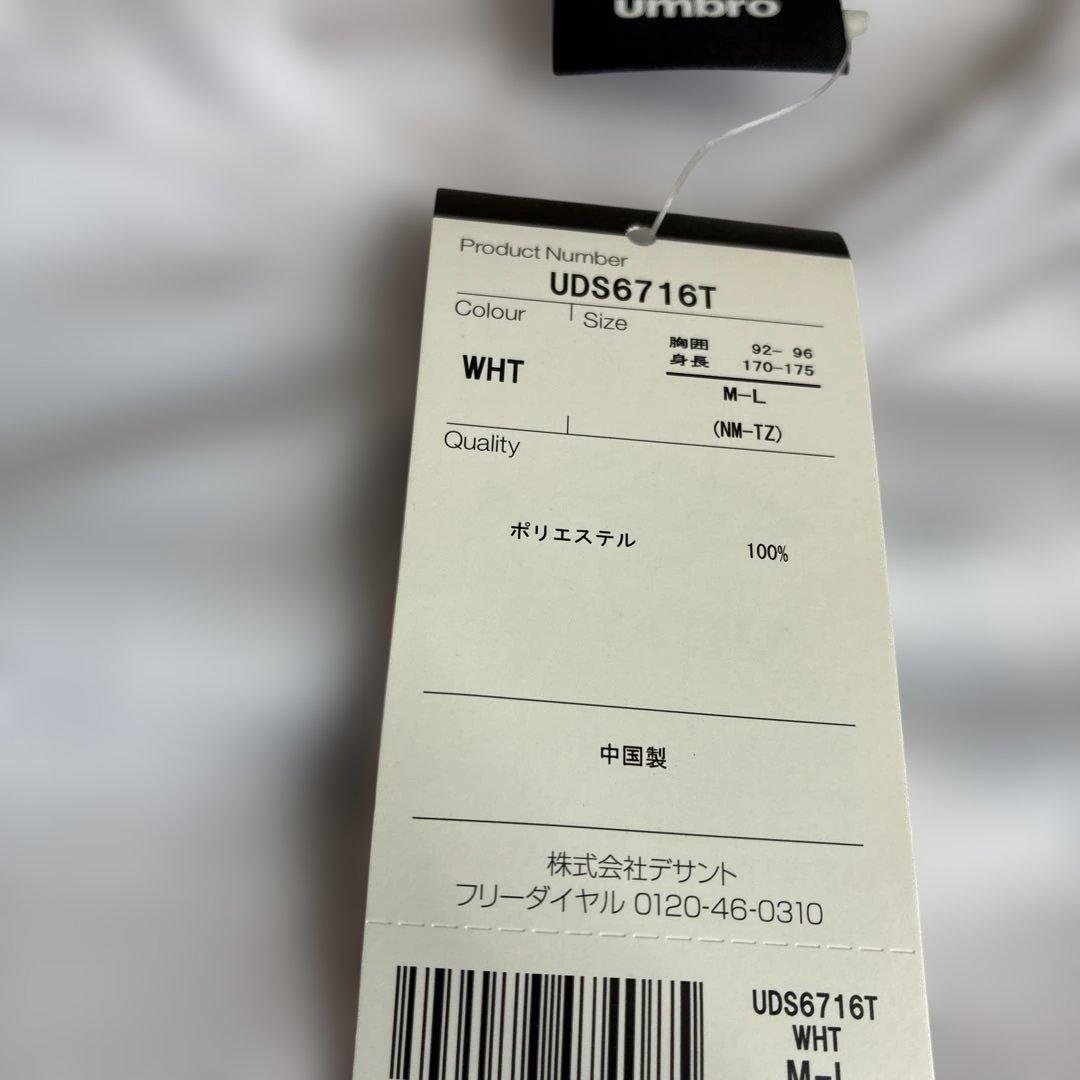 umbro
Product Number
UDS6716T
Colour
Size
胸囲 92- 96
身長 170-175
WHT
M-L
(NM-TZ)
Quality
ポリエステル 100%
中国製
株式会社デサント
フリーダイヤル 0120-46-0310
UDS6716T
WHT
M-L